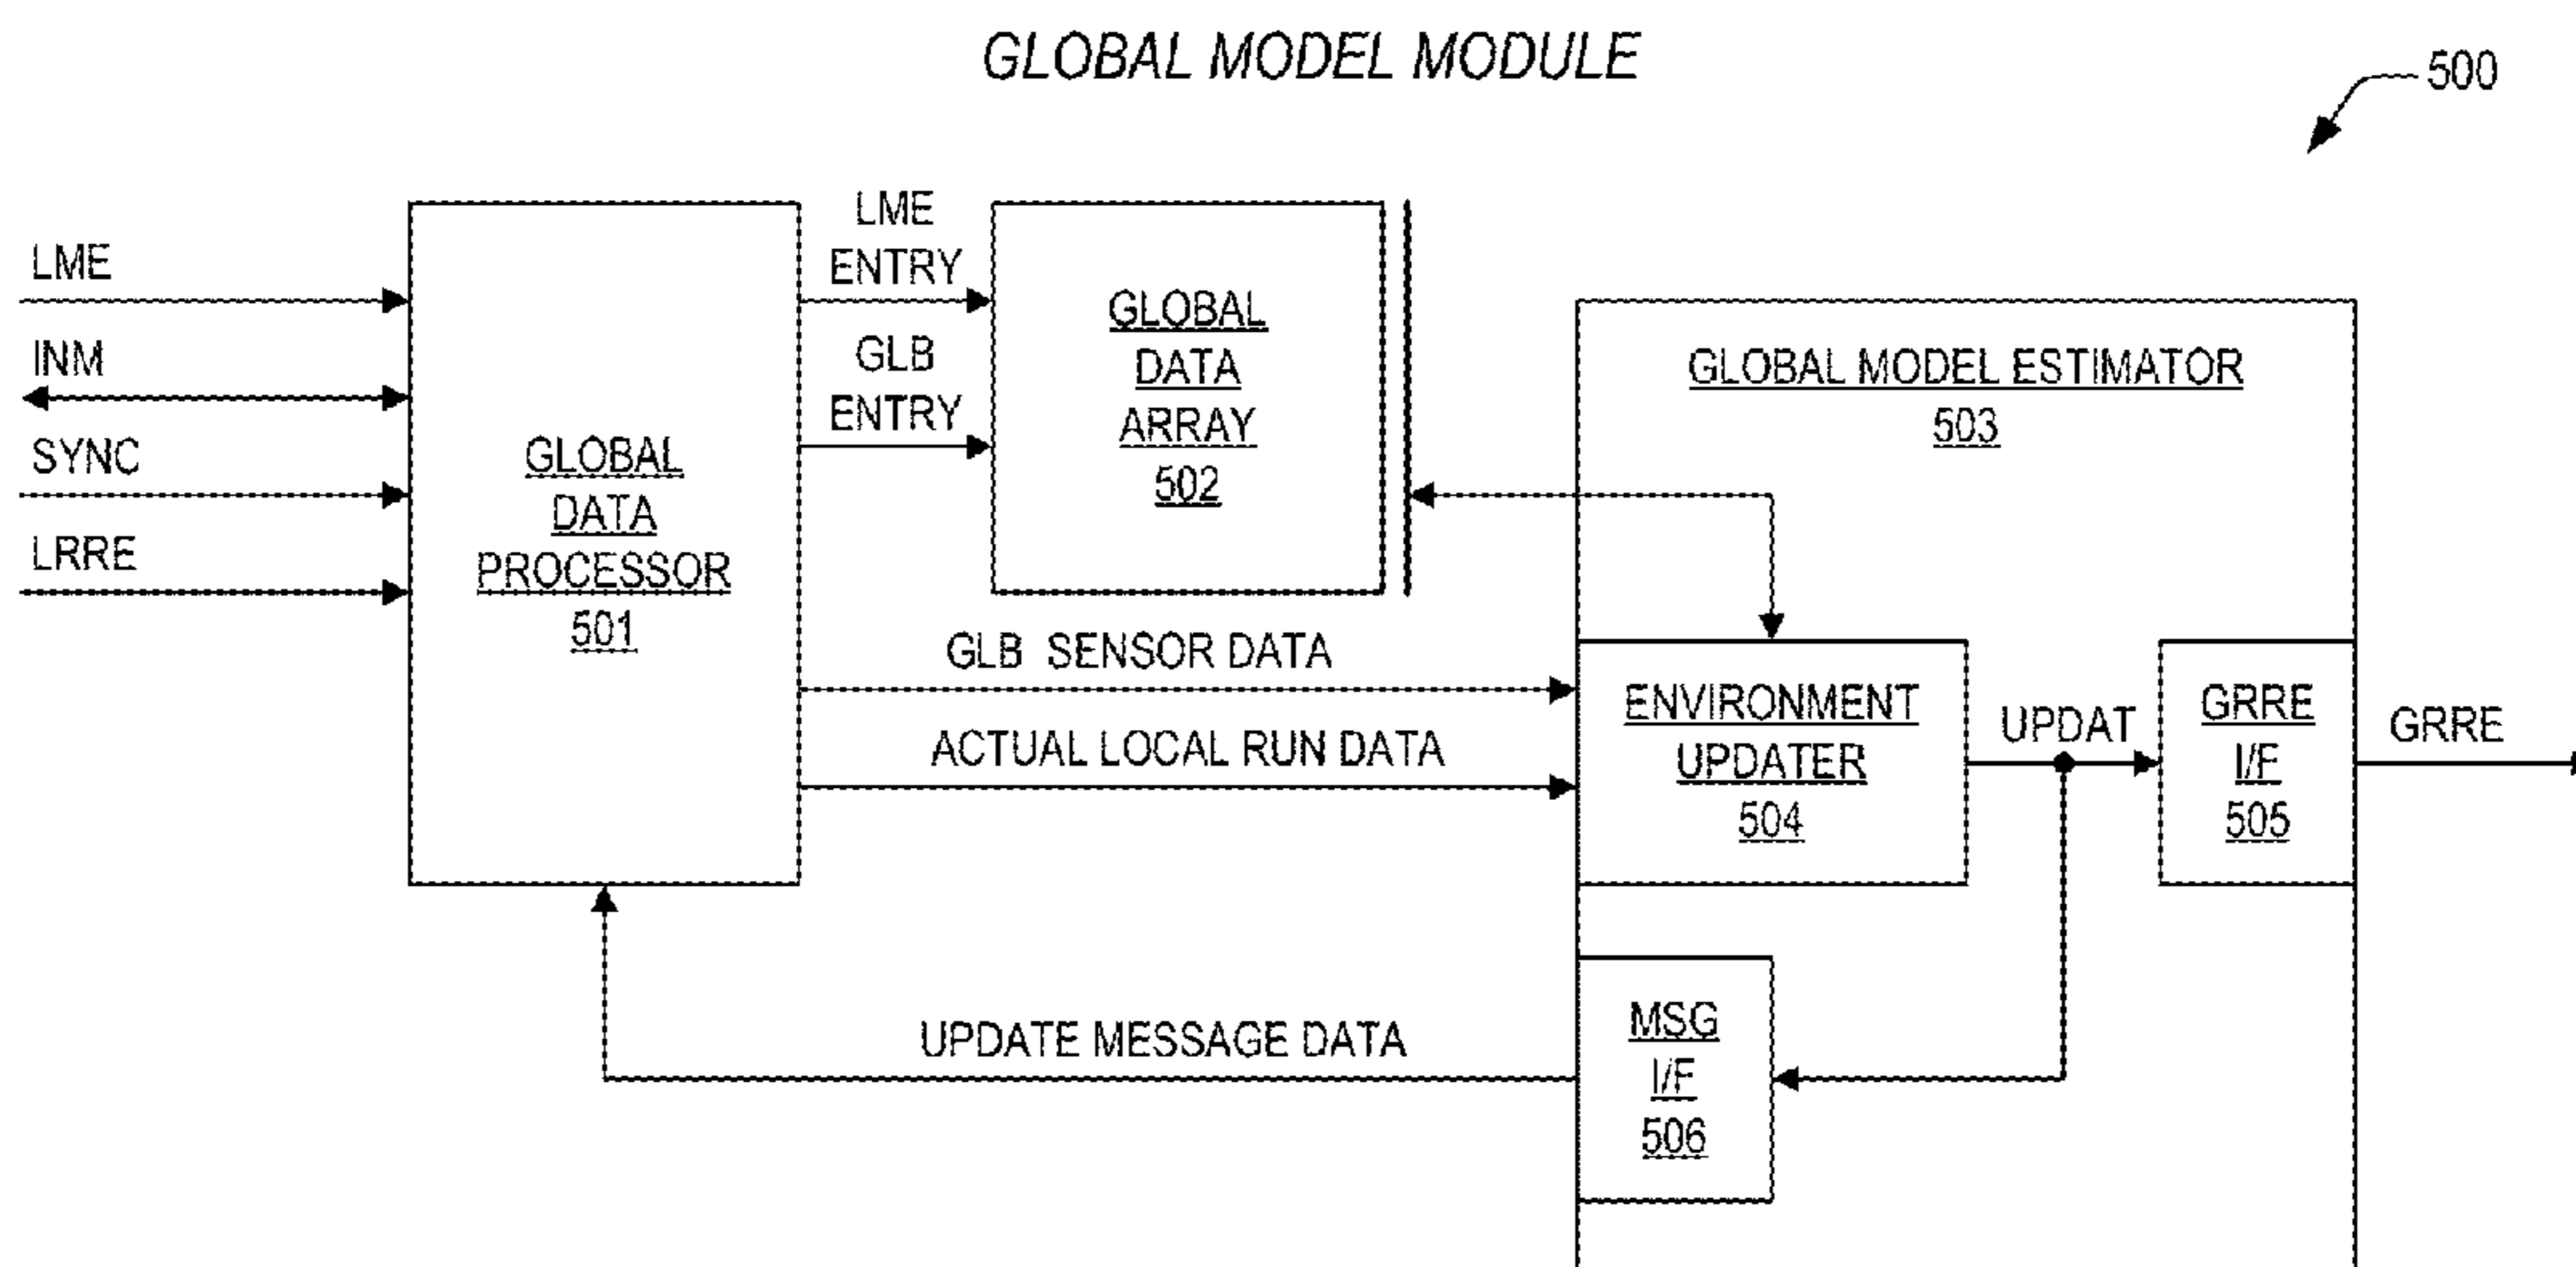 GLOBAL MODEL MODULE
500
LME
INM
SYNC
LRRE
GLOBAL
DATA
PROCESSOR
501
LME
ENTRY
GLB
ENTRY
GLOBAL
DATA
ARRAY
502
GLOBAL MODEL ESTIMATOR
503
GLB SENSOR DATA
ACTUAL LOCAL RUN DATA
ENVIRONMENT
UPDATER
504
UPDAT
GRRE
I/F
505
GRRE
UPDATE MESSAGE DATA
MSG
I/F
506